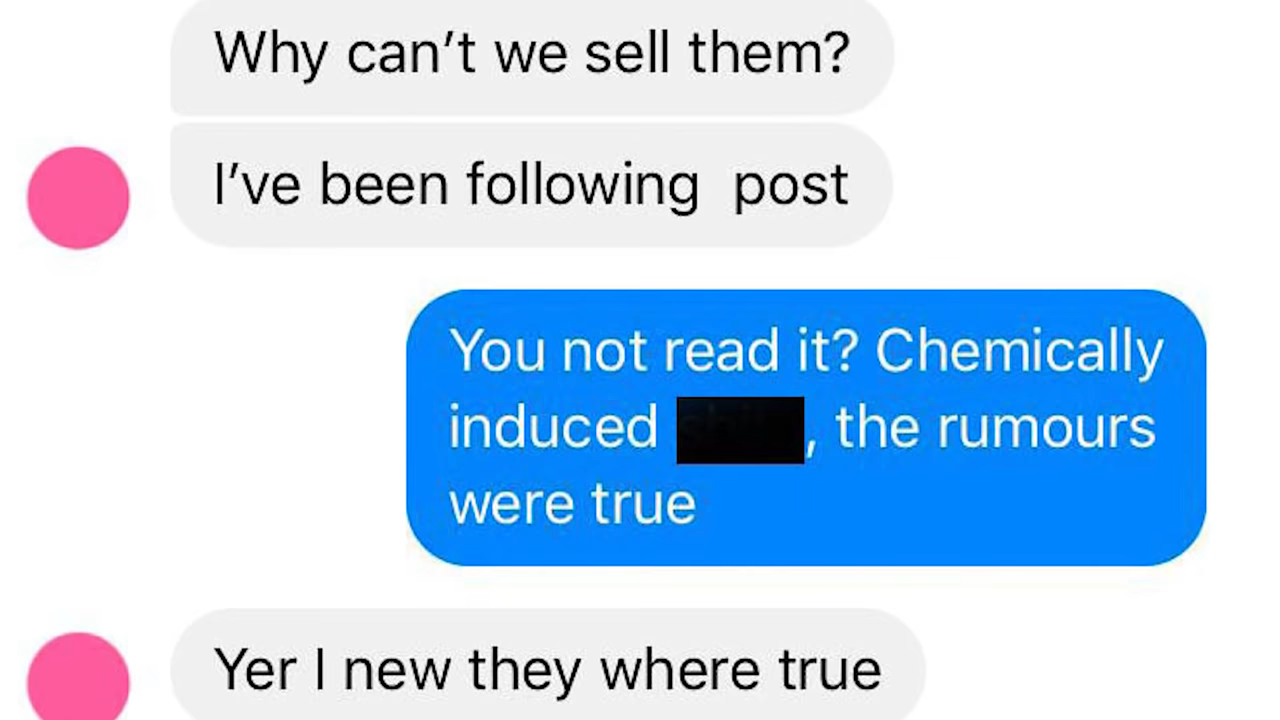 Why can’t we sell them?
I’ve been following  post
You not read it? Chemically
induced , the rumours
were true
Yer I new they where true